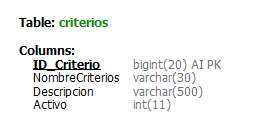 Table: criterios
Columns:
ID_Criterio bigint(20) AI PK
NombreCriterios varchar(30)
Descripcion varchar(500)
Activo int(11)